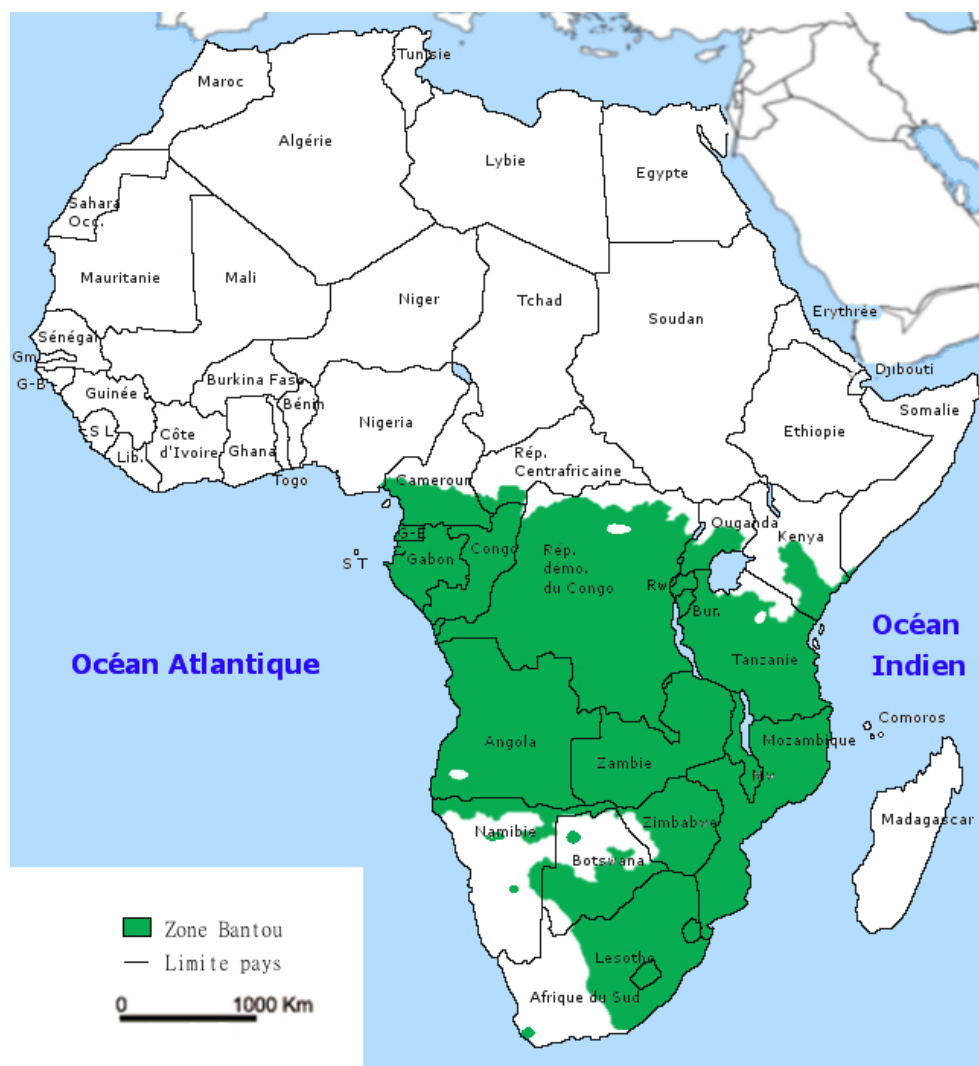 Tunisie
Maroc
Algérie
Lybie
Egypte
Sahara
Occ.
Mauritanie
Mali
Niger
Tchad
Soudan
Erythrée
Sénégal
Gm
G-B
Guinée
Burkina Faso
Bénin
Djibouti
Somalie
S L
Lib.
Côte
d'Ivoire
Ghana
Togo
Nigeria
Ethiopie
Rép.
Centrafricaine
Cameroun
Ouganda
Kenya
G-E
Gabon
Congo
S T
Rép.
démo.
du Congo
Rw.
Bur.
Océan Atlantique
Océan
Indien
Tanzanie
Comoros
Angola
Zambie
Mozambique
Mw
Madagascar
Namibie
Zimbabwe
Botswana
Lesotho
Afrique du Sud
Zone Bantou
Limite pays
0 1000 Km